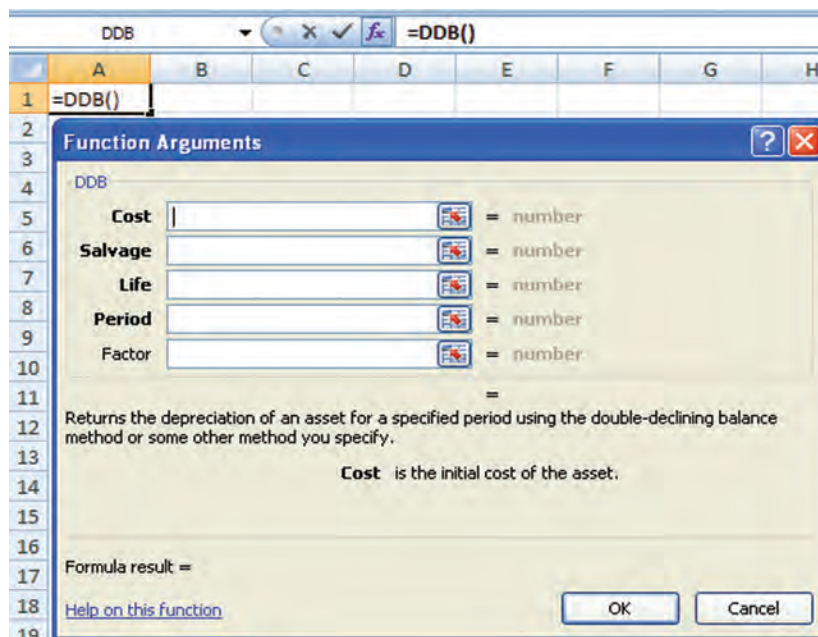 DDB =DDB()
A B C D E F G H
1 =DDB()
2
Function Arguments
3
4 DDB
5 Cost = number
6 Salvage = number
7 Life = number
8 Period = number
9
10 Factor = number
11 =
Returns the depreciation of an asset for a specified period using the double-declining balance
12
method or some other method you specify.
13
Cost is the initial cost of the asset.
14
15
16
17 Formula result =
18 Help on this function OK Cancel
19